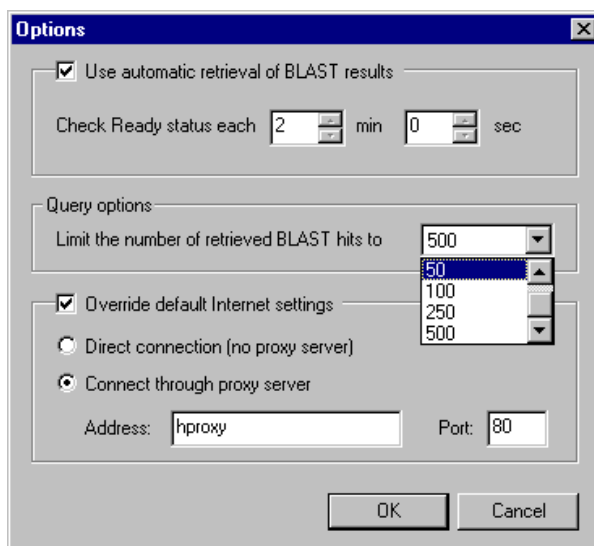 Options
Use automatic retrieval of BLAST results
Check Ready status each 2 min 0 sec
Query options
Limit the number of retrieved BLAST hits to 500
50
100
250
500
Override default Internet settings
Direct connection (no proxy server)
Connect through proxy server
Address: hproxy Port: 80
OK Cancel